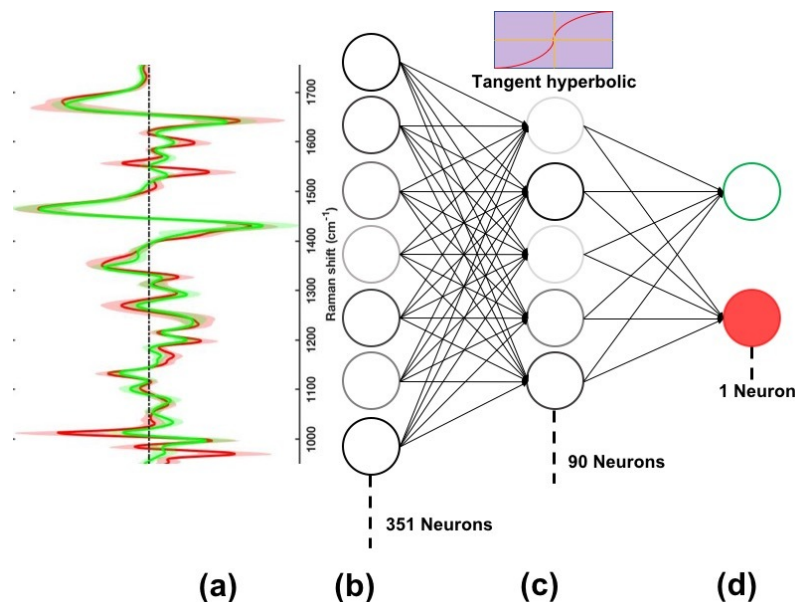 Tangent hyperbolic
1700
1600
1500
1400
1300
1200
1100
1000
Raman shift (cm⁻¹)
1 Neuron
90 Neurons
351 Neurons
(a)
(b)
(c)
(d)